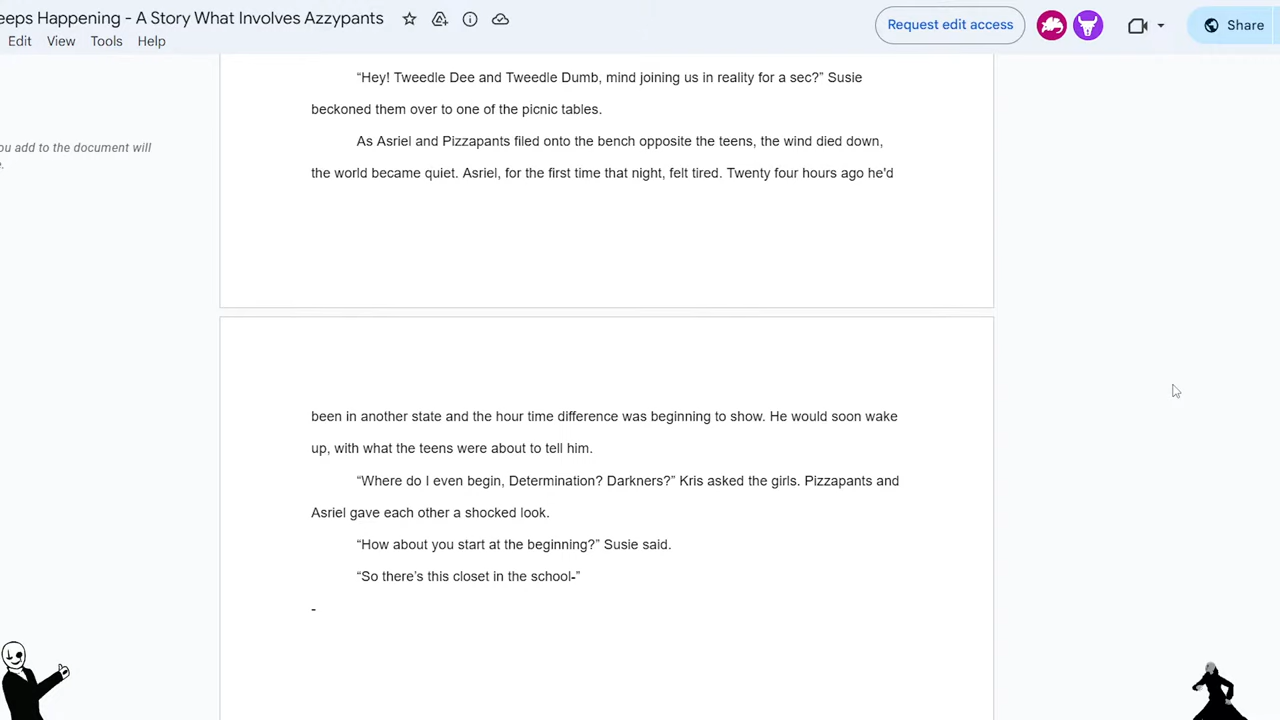 eeps Happening - A Story What Involves Azzypants
Request edit access
Share
Edit View Tools Help
“Hey! Tweedle Dee and Tweedle Dumb, mind joining us in reality for a sec?” Susie
beckoned them over to one of the picnic tables.
ou add to the document will
e.
As Asriel and Pizzapants filed onto the bench opposite the teens, the wind died down,
the world became quiet. Asriel, for the first time that night, felt tired. Twenty four hours ago he'd
been in another state and the hour time difference was beginning to show. He would soon wake
up, with what the teens were about to tell him.
“Where do I even begin, Determination? Darkners?” Kris asked the girls. Pizzapants and
Asriel gave each other a shocked look.
“How about you start at the beginning?” Susie said.
“So there’s this closet in the school-”
-